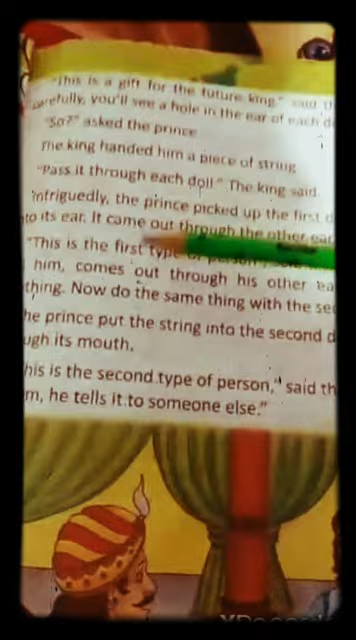 "This is a gift for the future king," said th
carefully, you'll see a hole in the ear of each d
"So?" asked the prince
The king handed him a piece of string
"Pass it through each doll" The king said.
Intriguedly, the prince picked up the first d
to its ear. It came out through the other ear
"This is the first type of person,
him, comes out through his other ea
thing. Now do the same thing with the sec
he prince put the string into the second d
ugh its mouth.
his is the second type of person," said th
m, he tells it to someone else."